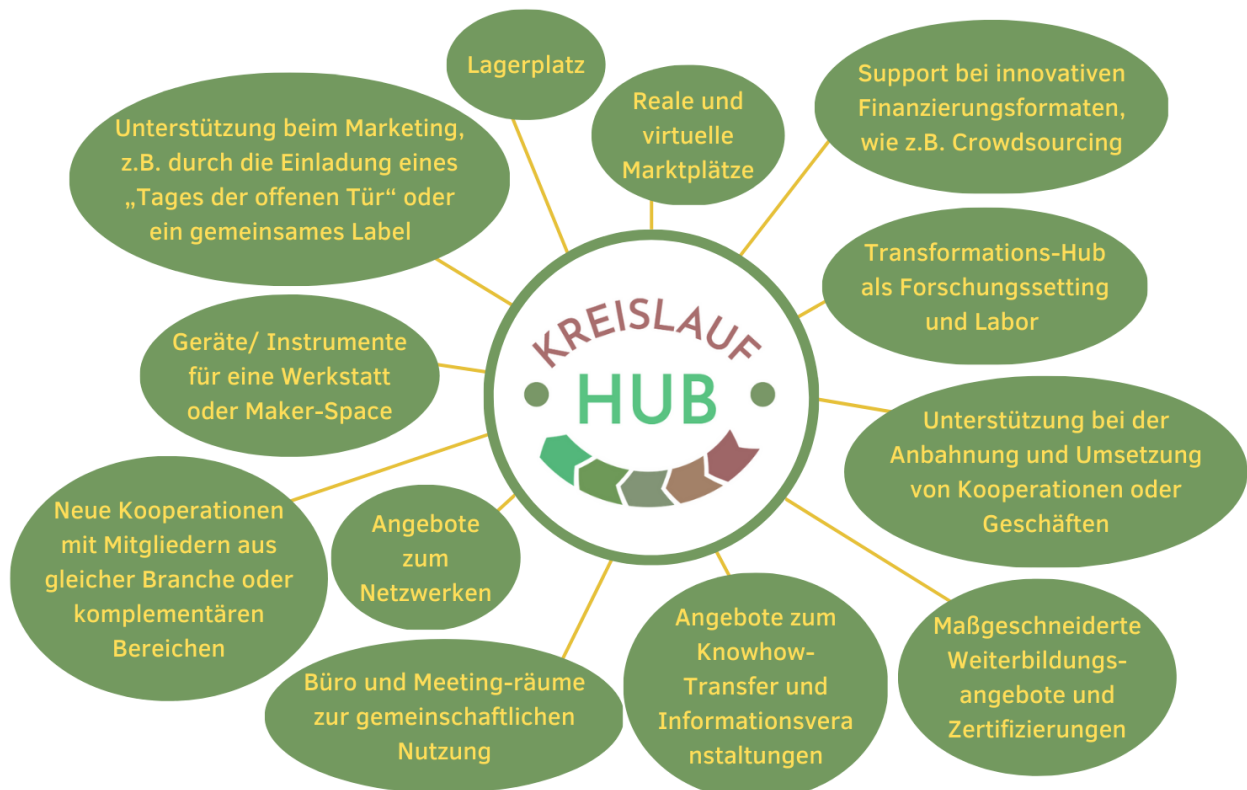 Lagerplatz
Reale und
virtuelle
Marktplätze
Support bei innovativen
Finanzierungsformaten,
wie z.B. Crowdsourcing
Unterstützung beim Marketing,
z.B. durch die Einladung eines
„Tages der offenen Tür“ oder
ein gemeinsames Label
Transformations-Hub
als Forschungssetting
und Labor
KREISLAUF
HUB
Geräte/ Instrumente
für eine Werkstatt
oder Maker-Space
Unterstützung bei der
Anbahnung und Umsetzung
von Kooperationen oder
Geschäften
Neue Kooperationen
mit Mitgliedern aus
gleicher Branche oder
komplementären
Bereichen
Angebote
zum
Netzwerken
Büro und Meeting-räume
zur gemeinschaftlichen
Nutzung
Angebote zum
Knowhow-
Transfer und
Informationsvera
nstaltungen
Maßgeschneiderte
Weiterbildungs-
angebote und
Zertifizierungen